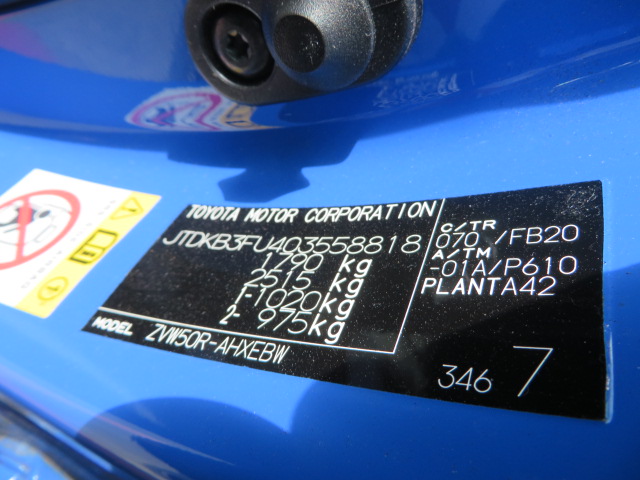 TOYOTA MOTOR CORPORATION
JTDKB3FU403558818
1790 kg
2515 kg
1-1020kg
2- 975kg
MODEL ZVW50R-AHXEBW
C/TR
070 /FB20
A/TM
-01A/P610
PLANTA42
346 7